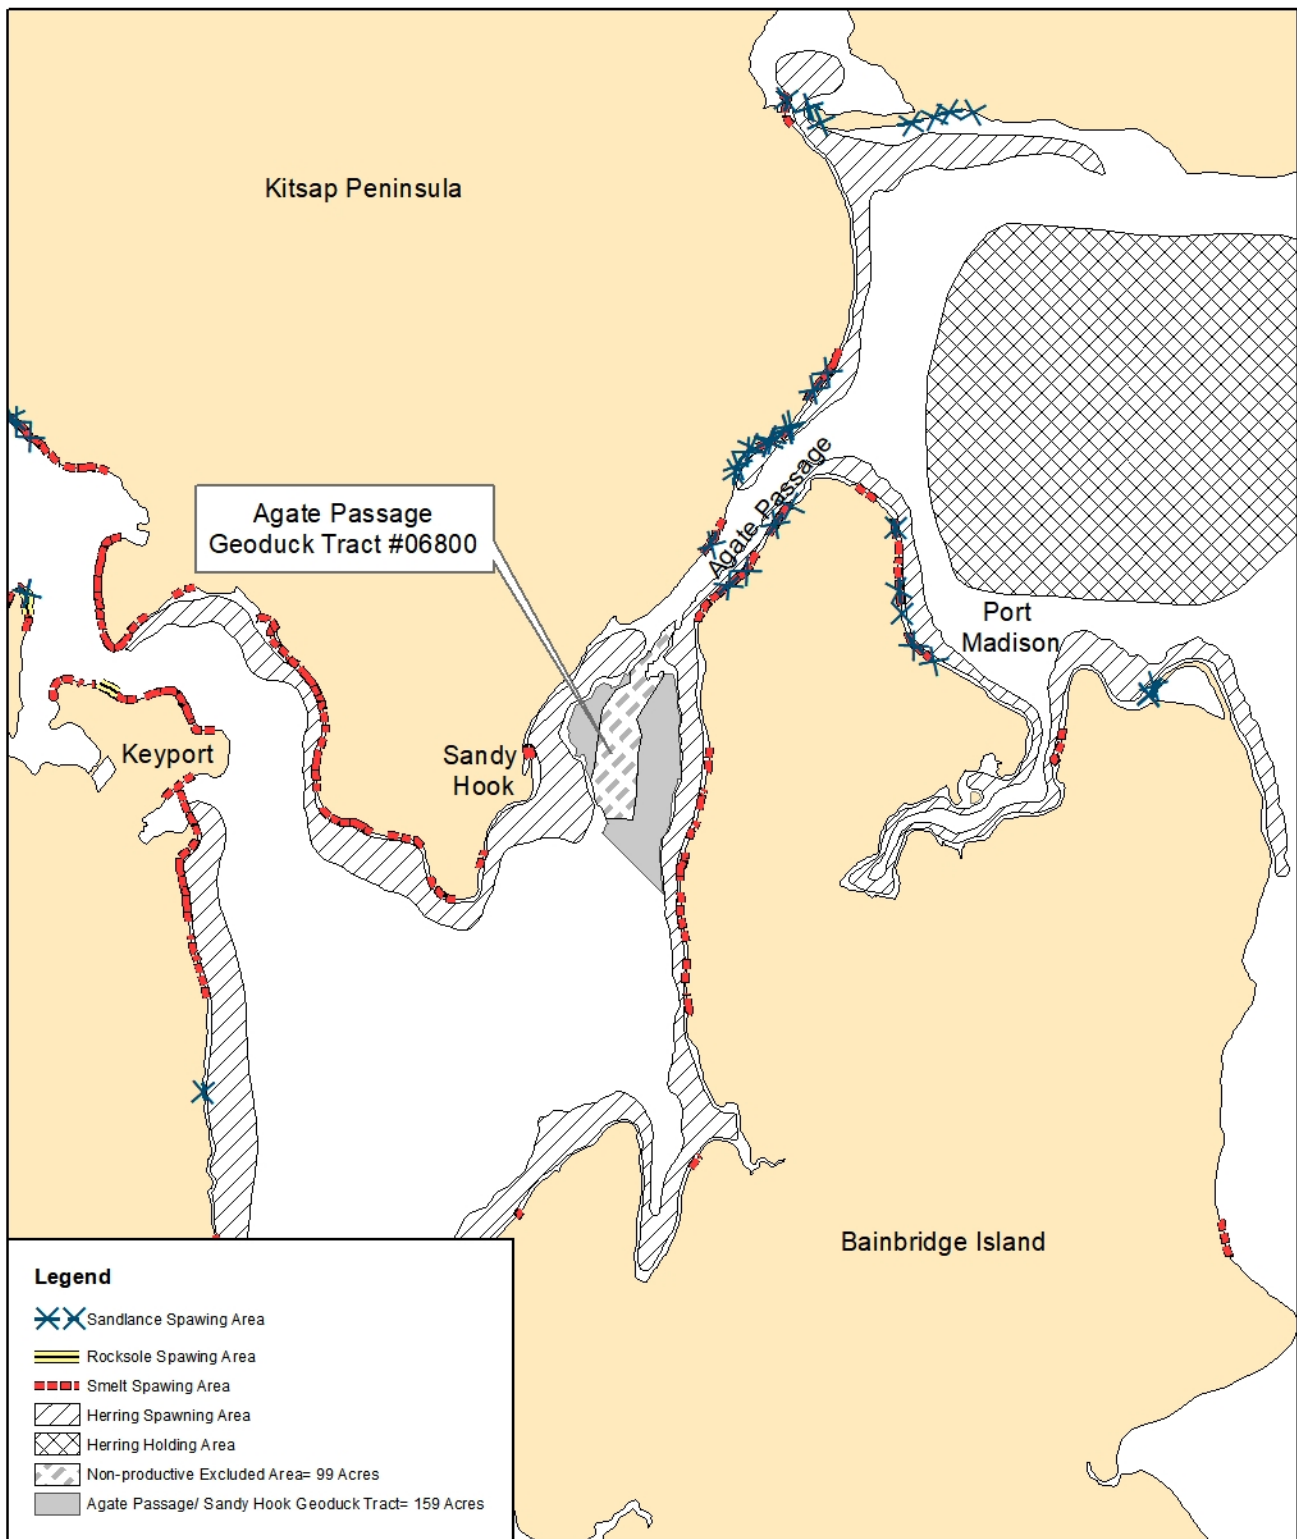 Kitsap Peninsula
Agate Passage
Agate Passage
Geoduck Tract #06800
Port
Madison
Keyport
Sandy
Hook
Bainbridge Island
Legend
Sandlance Spawing Area
Rocksole Spawing Area
Smelt Spawing Area
Herring Spawning Area
Herring Holding Area
Non-productive Excluded Area= 99 Acres
Agate Passage/ Sandy Hook Geoduck Tract= 159 Acres